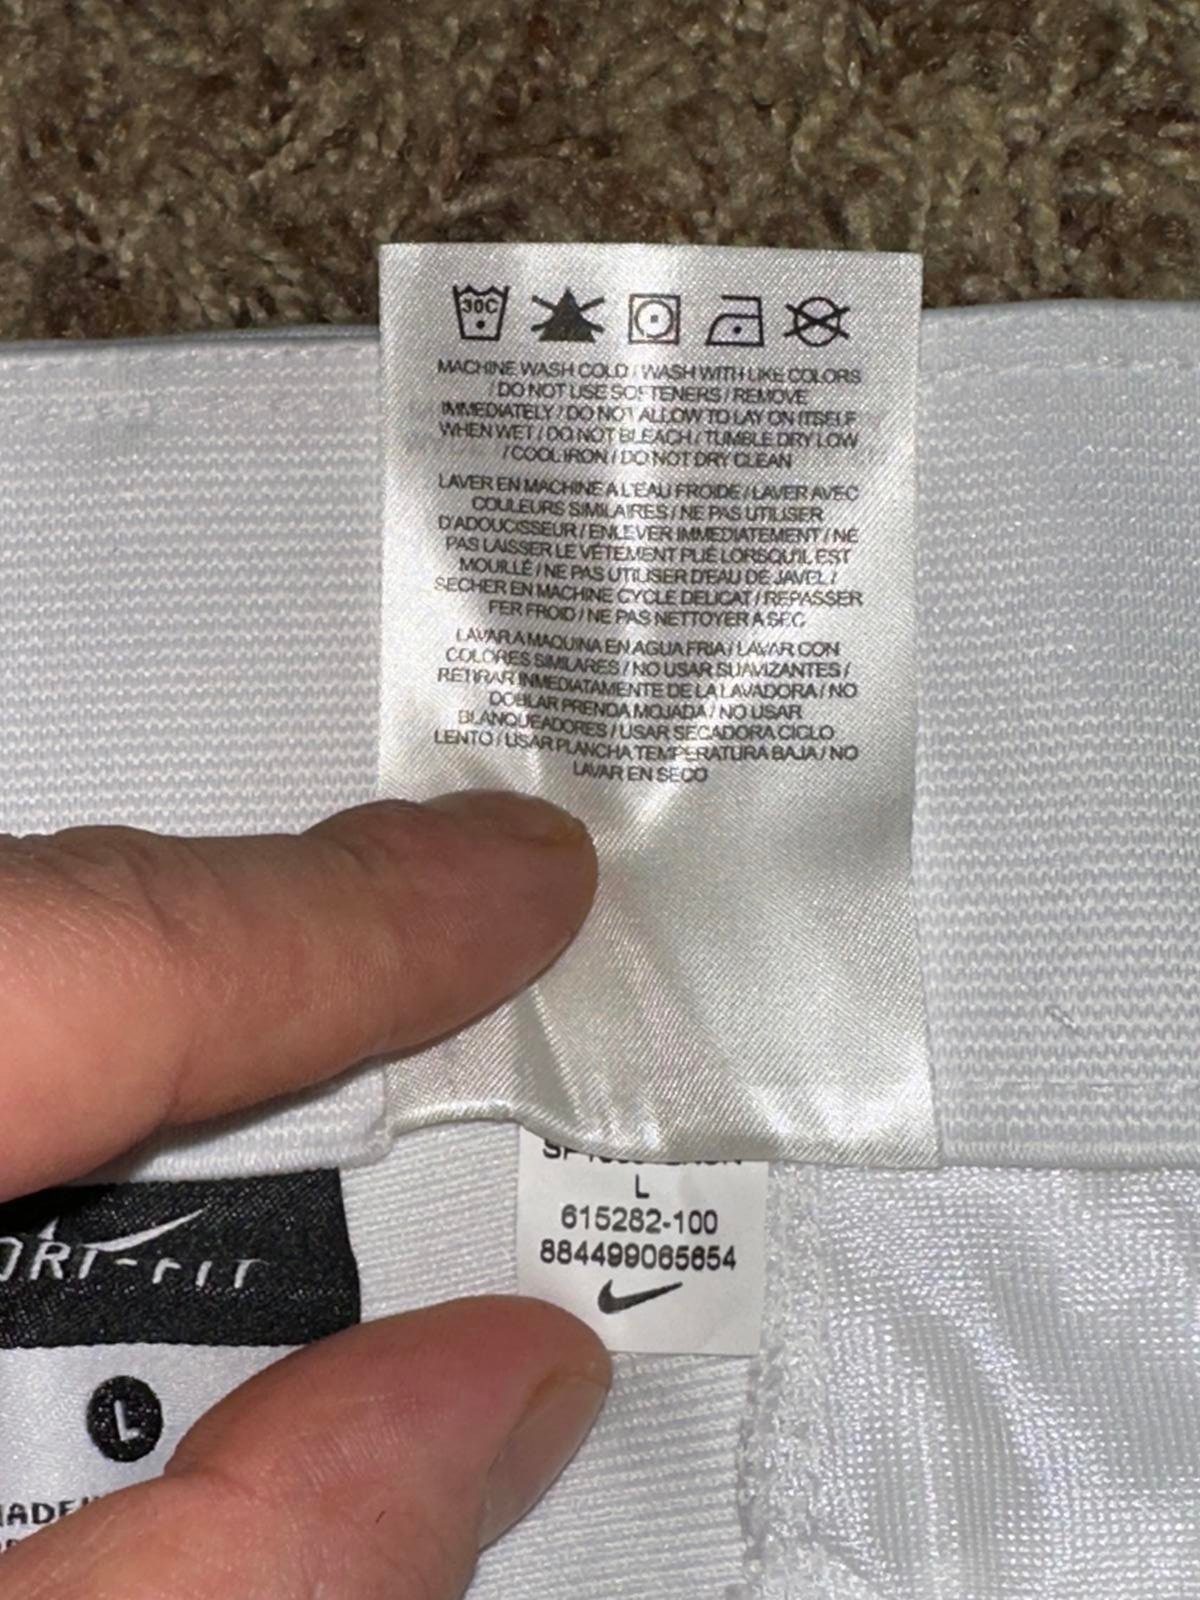 30C
MACHINE WASH COLD / WASH WITH LIKE COLORS
/ DO NOT USE SOFTENERS / REMOVE
IMMEDIATELY / DO NOT ALLOW TO LAY ON ITSELF
WHEN WET / DO NOT BLEACH / TUMBLE DRY LOW
/ COOL IRON / DO NOT DRY CLEAN
LAVER EN MACHINE A L'EAU FROIDE / LAVER AVEC
COULEURS SIMILAIRES / NE PAS UTILISER
D'ADOUCISSEUR / ENLEVER IMMEDIATEMENT / NE
PAS LAISSER LE VÉTEMENT PLIÉ LORSQU'IL EST
MOUILLÉ / NE PAS UTILISER D'EAU DE JAVEL /
SECHER EN MACHINE CYCLE DELICAT / REPASSER
FER FROID / NE PAS NETTOYER A SEC
LAVAR A MAQUINA EN AGUA FRIA / LAVAR CON
COLORES SIMILARES / NO USAR SUAVIZANTES /
RETIRAR INMEDIATAMENTE DE LA LAVADORA / NO
DOBLAR PRENDA MOJADA / NO USAR
BLANQUEADORES / USAR SECADORA CICLO
LENTO / USAR PLANCHA TEMPERATURA BAJA / NO
LAVAR EN SECO
L
615282-100
884499065654
ORI-FIT
L